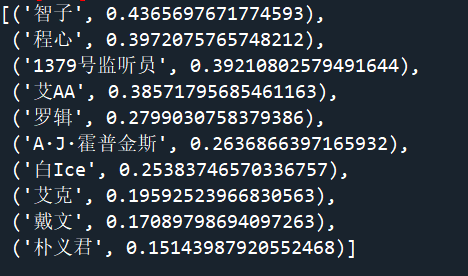 [('智子', 0.4365697671774593),
('程心', 0.3972075765748212),
('1379号监听员', 0.39210802579491644),
('艾AA', 0.38571795685461163),
('罗辑', 0.2799030758379386),
('A·J·霍普金斯', 0.2636866397165932),
('白Ice', 0.25383746570336757),
('艾克', 0.19592523966830563),
('戴文', 0.17089798694097263),
('朴义君', 0.15143987920552468)]